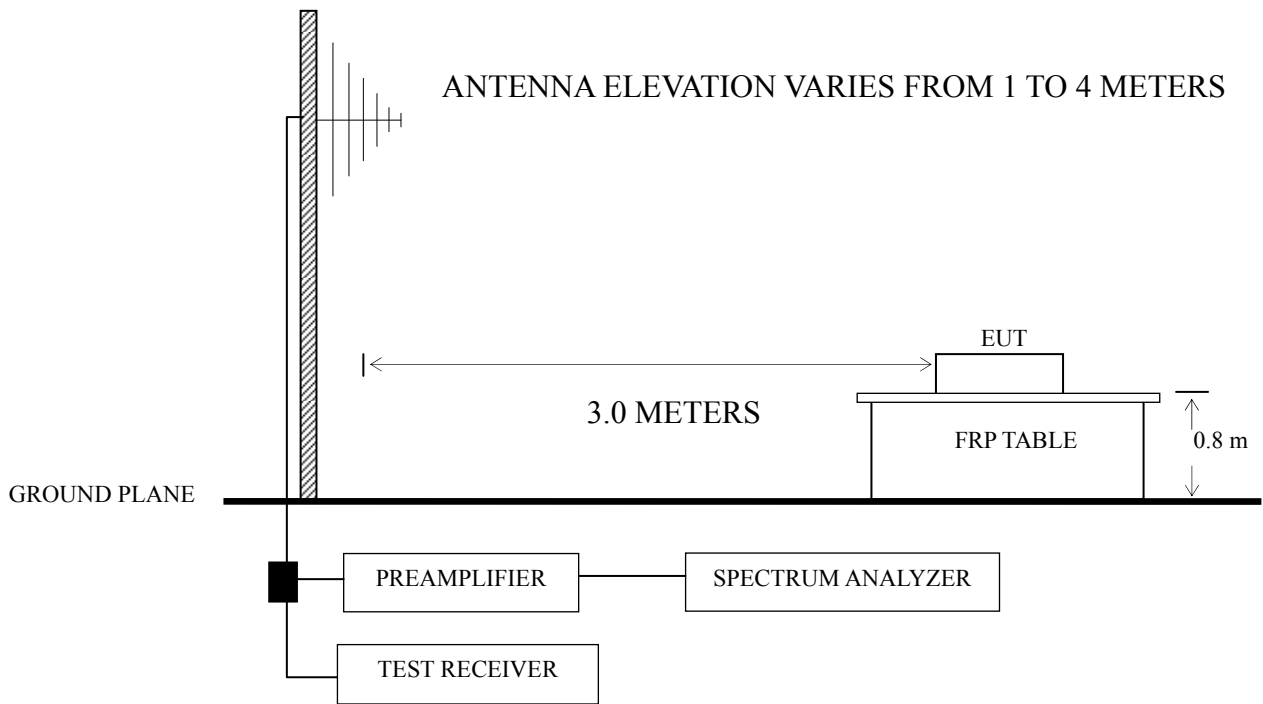 ANTENNA ELEVATION VARIES FROM 1 TO 4 METERS
EUT
3.0 METERS
FRP TABLE
0.8 m
GROUND PLANE
PREAMPLIFIER
SPECTRUM ANALYZER
TEST RECEIVER